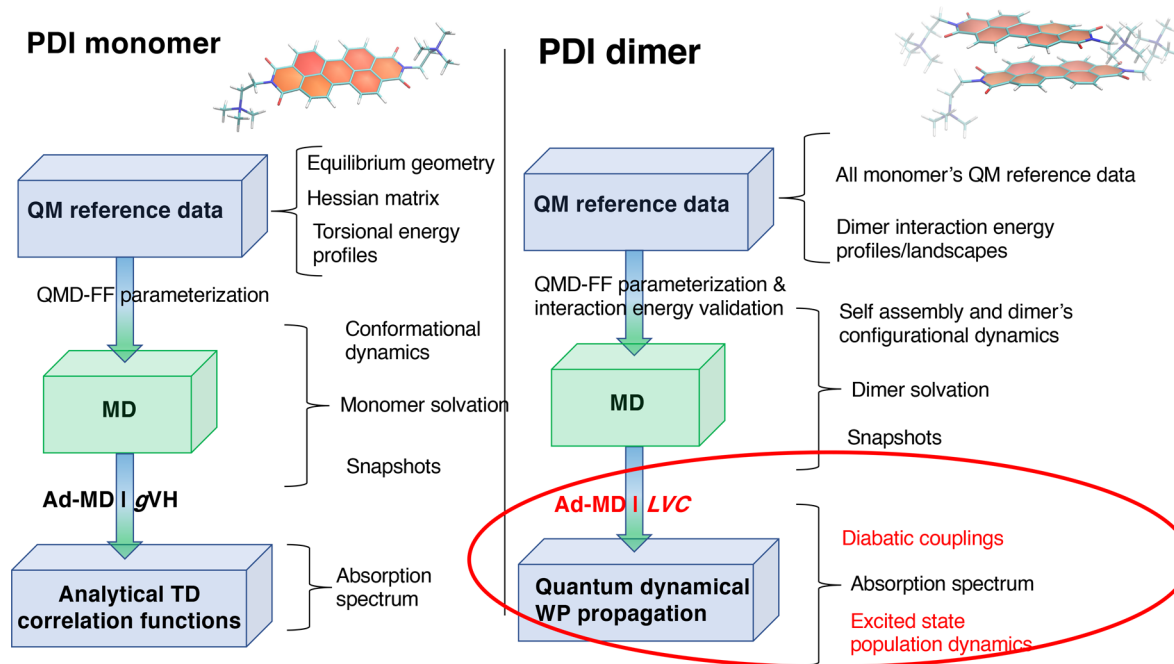 PDI monomer
QM reference data
Equilibrium geometry
Hessian matrix
Torsional energy
profiles
QMD-FF parameterization
Conformational
dynamics
MD
Monomer solvation
Snapshots
Ad-MD | gVH
Analytical TD
correlation functions
Absorption
spectrum
PDI dimer
QM reference data
All monomer’s QM reference data
Dimer interaction energy
profiles/landscapes
QMD-FF parameterization &
interaction energy validation
Self assembly and dimer’s
configurational dynamics
MD
Dimer solvation
Snapshots
Ad-MD | LVC
Quantum dynamical
WP propagation
Diabatic couplings
Absorption spectrum
Excited state
population dynamics